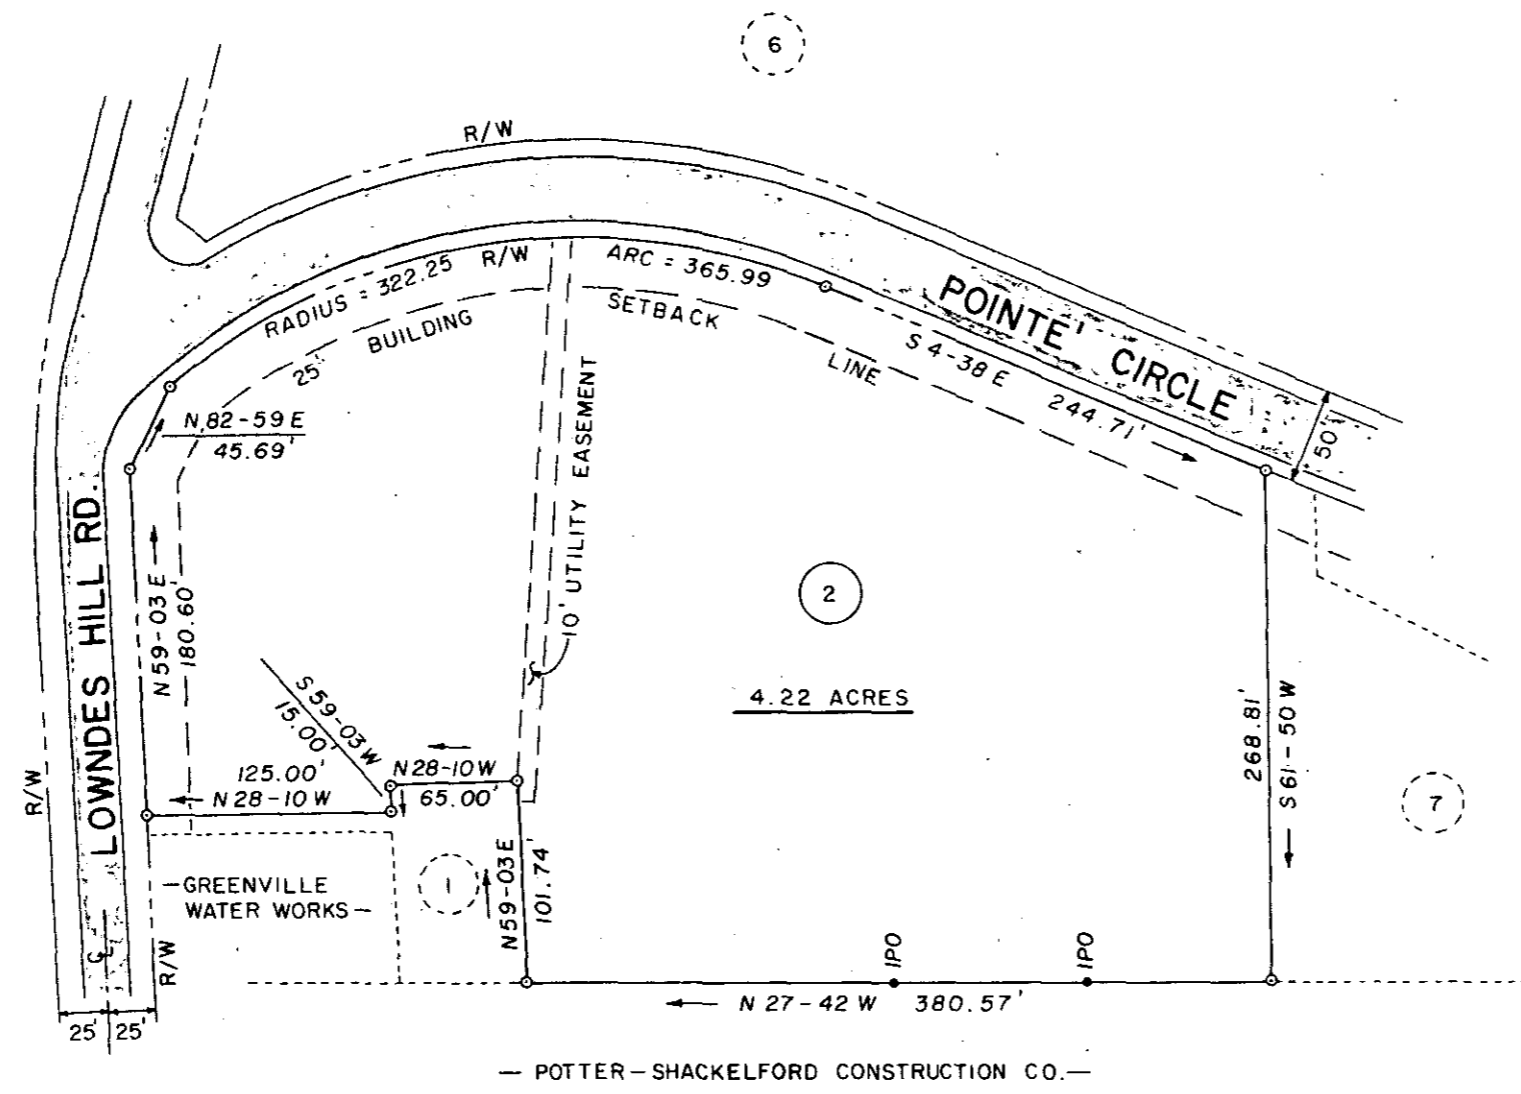 6
R/W
R/W
RADIUS = 322.25
ARC = 365.99
25' BUILDING SETBACK LINE
POINTE' CIRCLE
S 4-38 E 244.71'
50'
N 82-59 E
45.69'
10' UTILITY EASEMENT
LOWNDES HILL RD.
N 59-03 E
180.60'
2
4.22 ACRES
S 59-03 W
15.00'
125.00'
N 28-10 W
N 28-10 W
65.00'
268.81'
S 61-50 W
7
R/W
GREENVILLE
WATER WORKS
1
N 59-03 E
101.74'
IPO
IPO
C L
R/W
25'
25'
N 27-42 W 380.57'
— POTTER-SHACKELFORD CONSTRUCTION CO.—